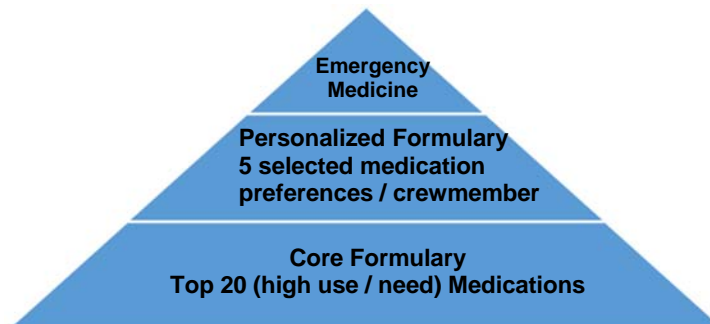 Emergency
Medicine
Personalized Formulary
5 selected medication
preferences / crewmember
Core Formulary
Top 20 (high use / need) Medications